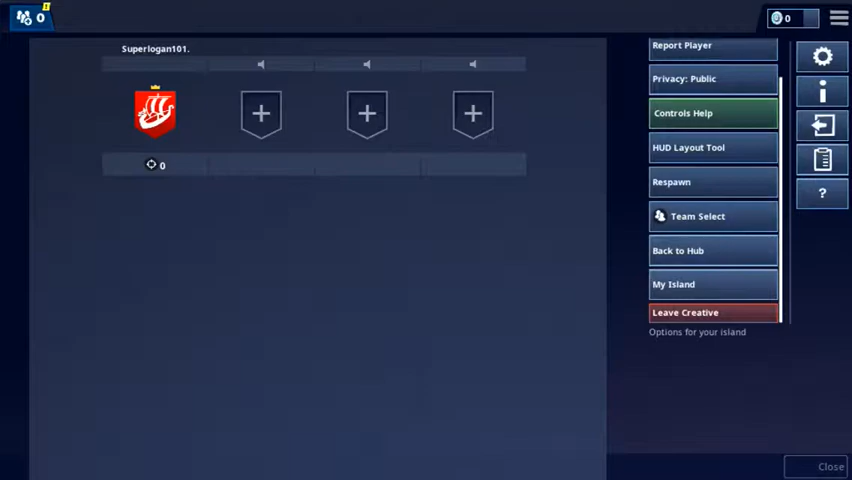 0
0
Superlogan101.
Report Player
Privacy: Public
Controls Help
HUD Layout Tool
0
Respawn
?
Team Select
Back to Hub
My Island
Leave Creative
Options for your island
Close